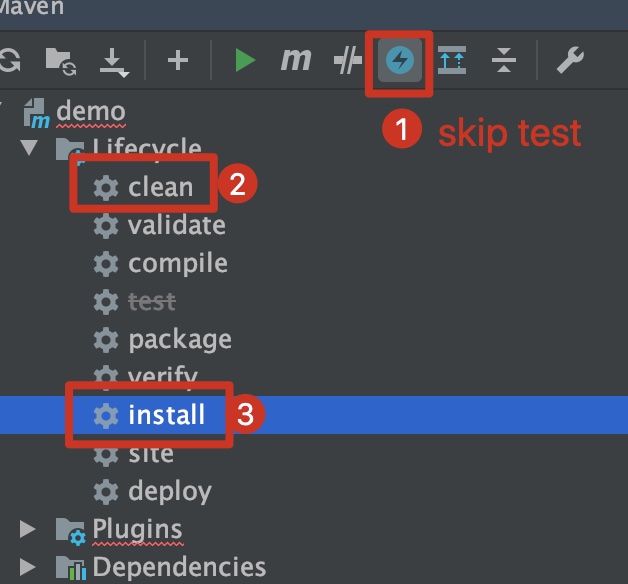 Maven
m
1 skip test
m demo
Lifecycle
clean 2
validate
compile
test
package
verify
install 3
site
deploy
Plugins
Dependencies